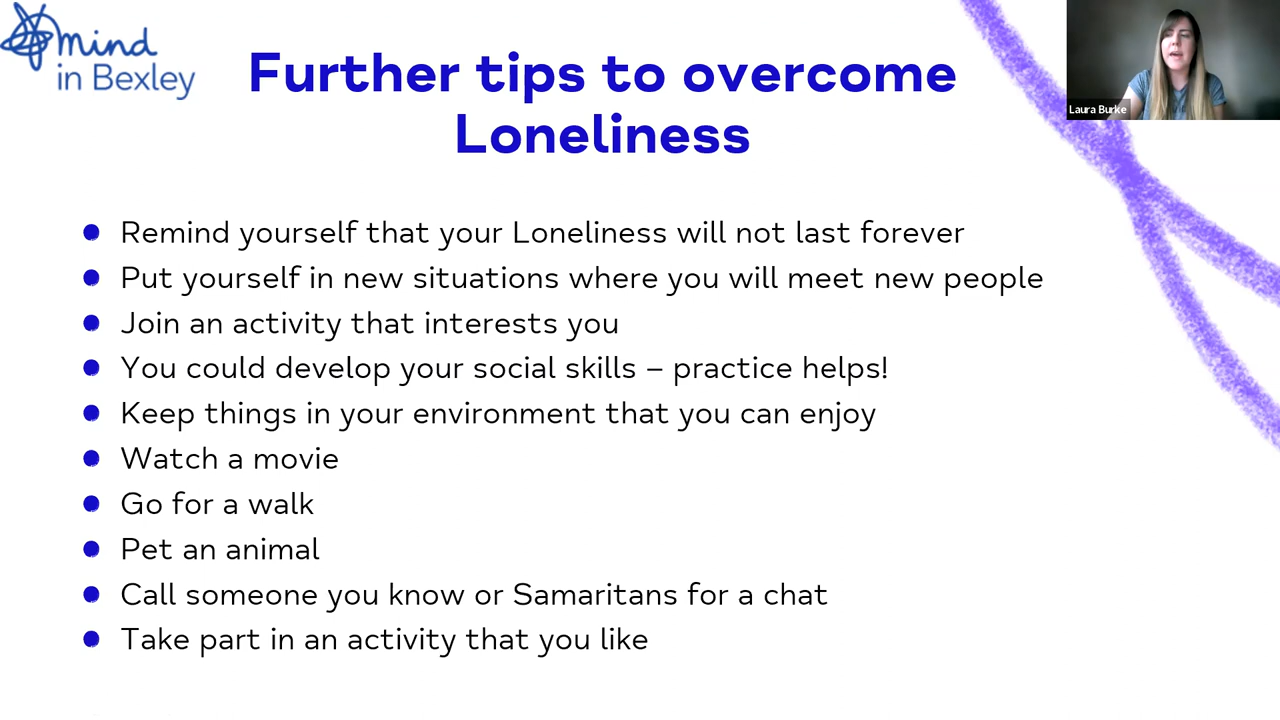 mind
in Bexley
Further tips to overcome
Loneliness
Laura Burke
Remind yourself that your Loneliness will not last forever
Put yourself in new situations where you will meet new people
Join an activity that interests you
You could develop your social skills – practice helps!
Keep things in your environment that you can enjoy
Watch a movie
Go for a walk
Pet an animal
Call someone you know or Samaritans for a chat
Take part in an activity that you like